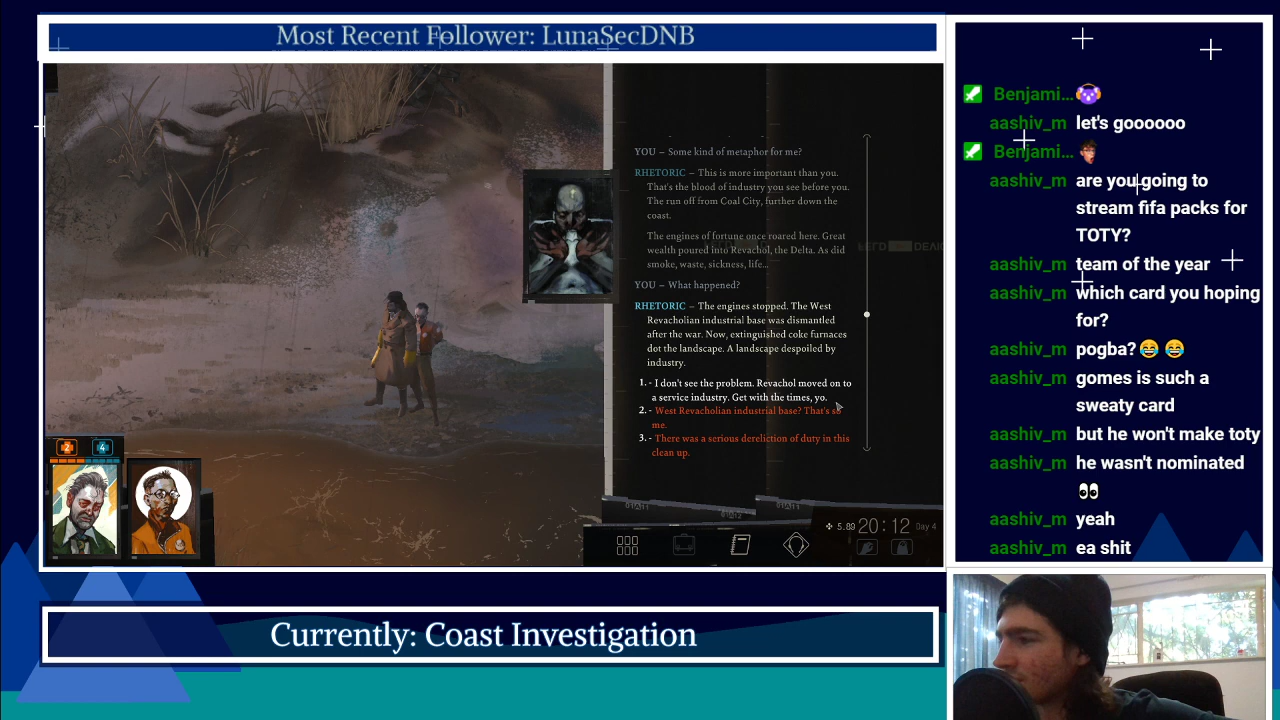 Most Recent Follower: LunaSecDNB
YOU – Some kind of metaphor for me?
RHETORIC – This is more important than you.
That's the blood of industry you see before you.
The run off from Coal City, further down the
coast.
The engines of fortune once roared here. Great
wealth poured into Revachol, the Delta. As did
smoke, waste, sickness, life...
YOU – What happened?
RHETORIC – The engines stopped. The West
Revacholian industrial base was dismantled
after the war. Now, extinguished coke furnaces
dot the landscape. A landscape despoiled by
industry.
1. - I don't see the problem. Revachol moved on to
a service industry. Get with the times, yo.
2. - West Revacholian industrial base? That's so
me.
3. - There was a serious dereliction of duty in this
clean up.
2 4
5.89 20:12 Day 4
Currently: Coast Investigation
Benjami...
aashiv_m let's goooooo
Benjami...
aashiv_m are you going to
stream fifa packs for
TOTY?
aashiv_m team of the year
aashiv_m which card you hoping
for?
aashiv_m pogba?
aashiv_m gomes is such a
sweaty card
aashiv_m but he won't make toty
aashiv_m he wasn't nominated
aashiv_m yeah
aashiv_m ea shit